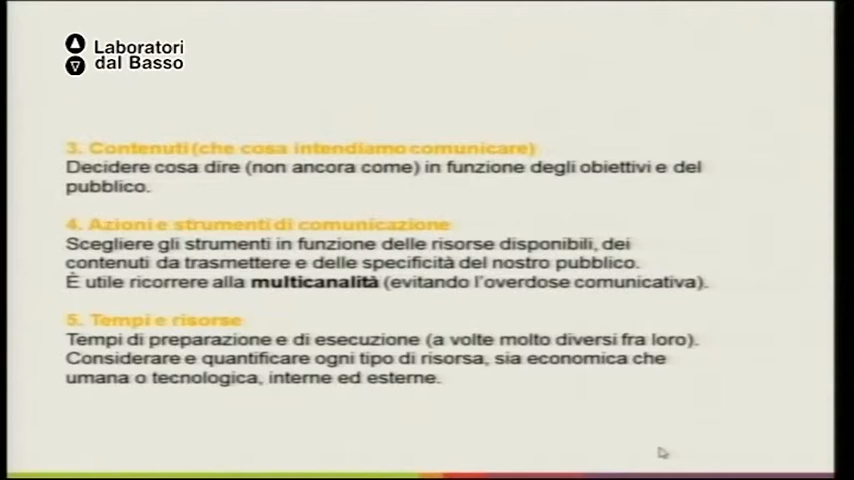 Laboratori
dal Basso
3. Contenuti (che cosa intendiamo comunicare)
Decidere cosa dire (non ancora come) in funzione degli obiettivi e del
pubblico.
4. Azioni e strumenti di comunicazione
Scegliere gli strumenti in funzione delle risorse disponibili, dei
contenuti da trasmettere e delle specificità del nostro pubblico.
È utile ricorrere alla multicanalità (evitando l'overdose comunicativa).
5. Tempi e risorse
Tempi di preparazione e di esecuzione (a volte molto diversi fra loro).
Considerare e quantificare ogni tipo di risorsa, sia economica che
umana o tecnologica, interne ed esterne.